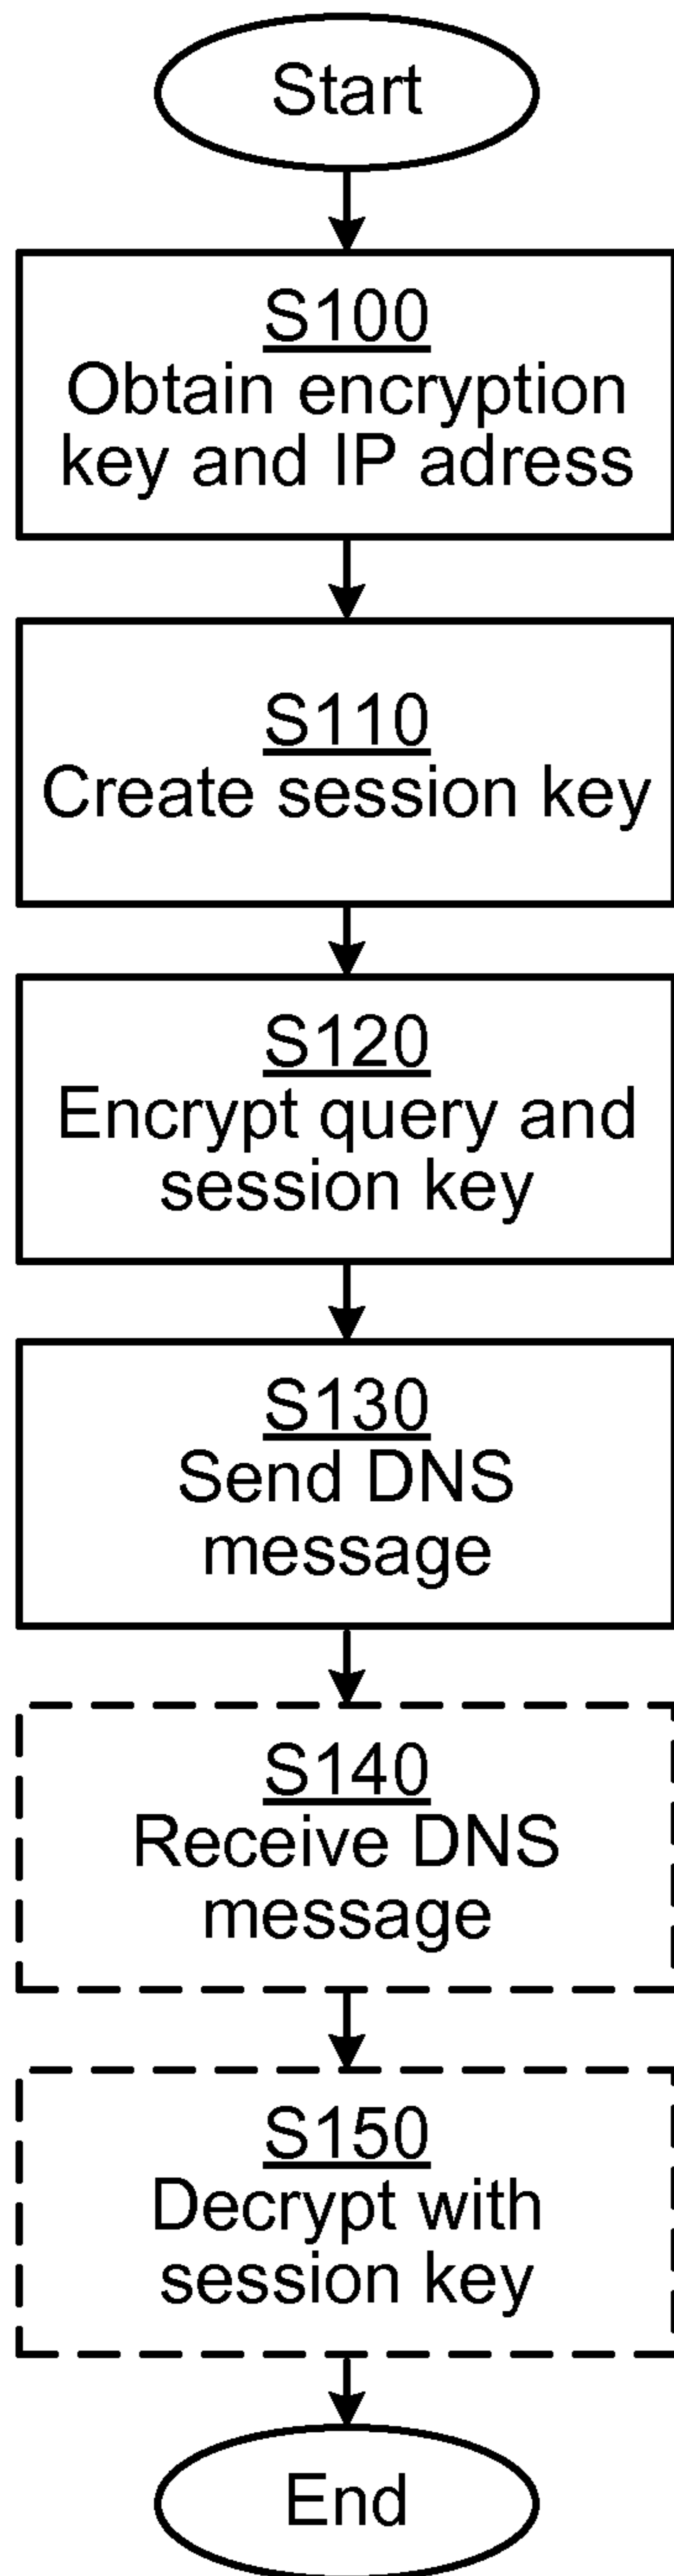 Start
S100
Obtain encryption
key and IP adress
S110
Create session key
S120
Encrypt query and
session key
S130
Send DNS
message
S140
Receive DNS
message
S150
Decrypt with
session key
End